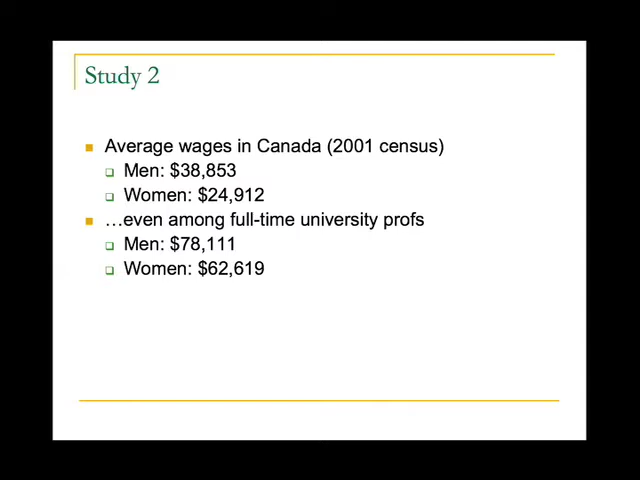 Study 2
Average wages in Canada (2001 census)
Men: $38,853
Women: $24,912
…even among full-time university profs
Men: $78,111
Women: $62,619